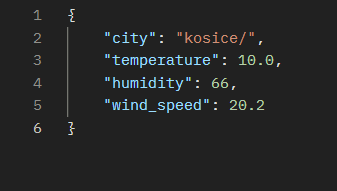 1 {
2     "city": "kosice/",
3     "temperature": 10.0,
4     "humidity": 66,
5     "wind_speed": 20.2
6 }